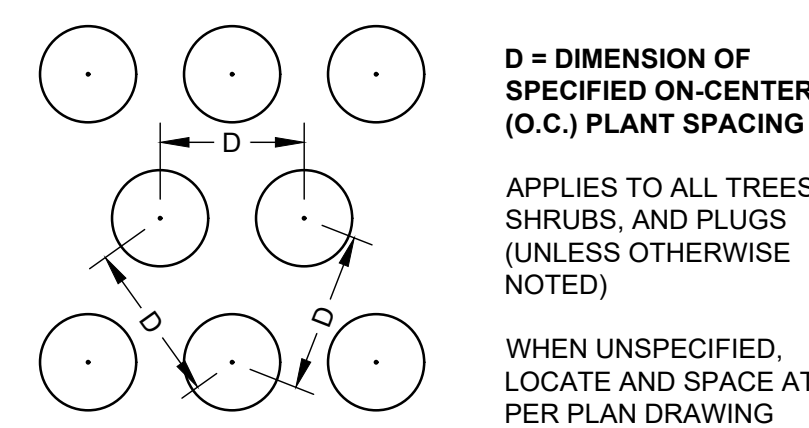 D = DIMENSION OF
SPECIFIED ON-CENTER
(O.C.) PLANT SPACING
D
APPLIES TO ALL TREES
SHRUBS, AND PLUGS
(UNLESS OTHERWISE
NOTED)
D
D
WHEN UNSPECIFIED,
LOCATE AND SPACE AT
PER PLAN DRAWING